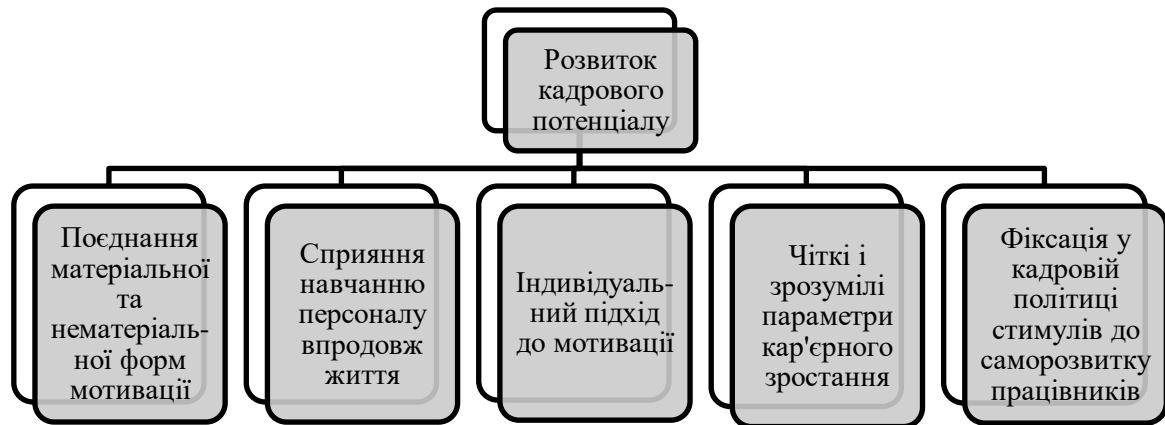 Розвиток
кадрового
потенціалу
Поєднання
матеріальної
та
нематеріаль-
ної форм
мотивації
Сприяння
навчанню
персоналу
впродовж
життя
Індивідуаль-
ний підхід
до мотивації
Чіткі і
зрозумілі
параметри
кар'єрного
зростання
Фіксація у
кадровій
політиці
стимулів до
саморозвитку
працівників